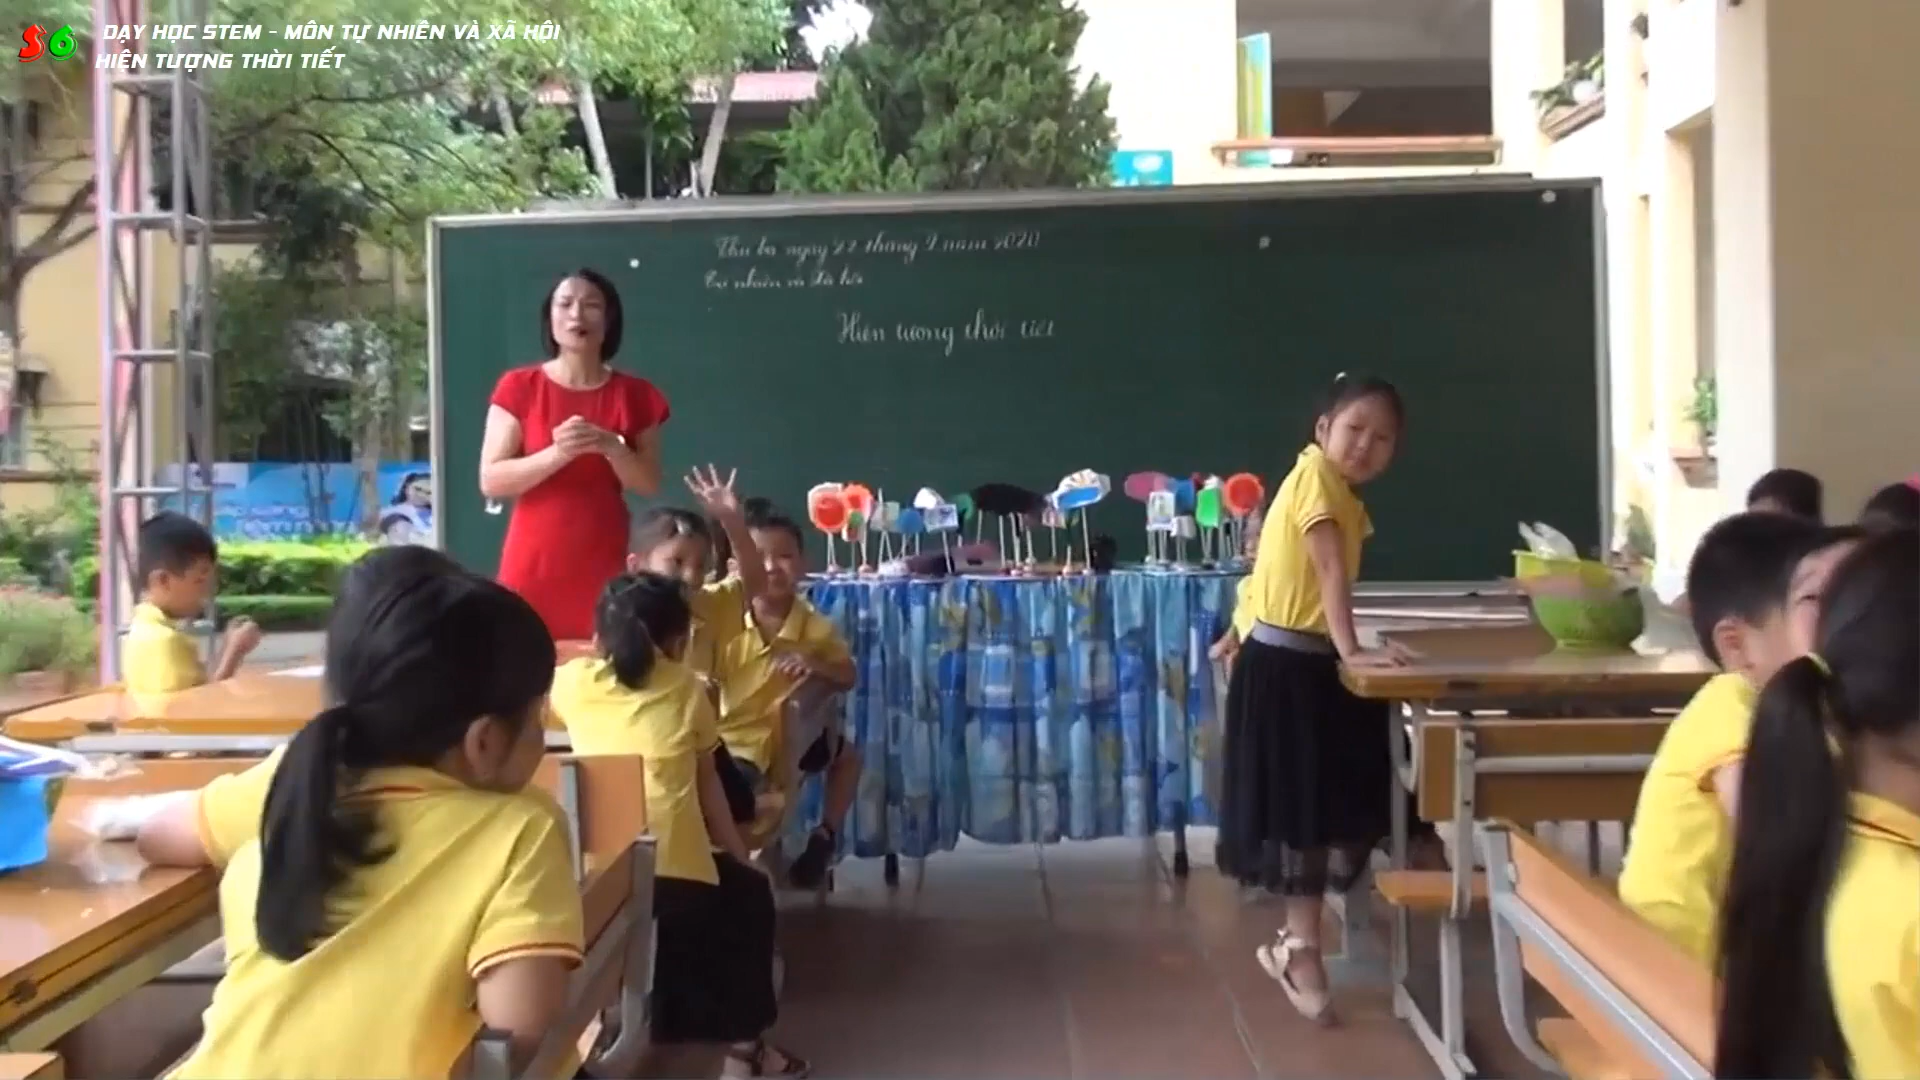 S6
DẠY HỌC STEM - MÔN TỰ NHIÊN VÀ XÃ HỘI
HIỆN TƯỢNG THỜI TIẾT
Thứ ba ngày 22 tháng 9 năm 2020
Tự nhiên và Xã hội
Hiện tượng thời tiết